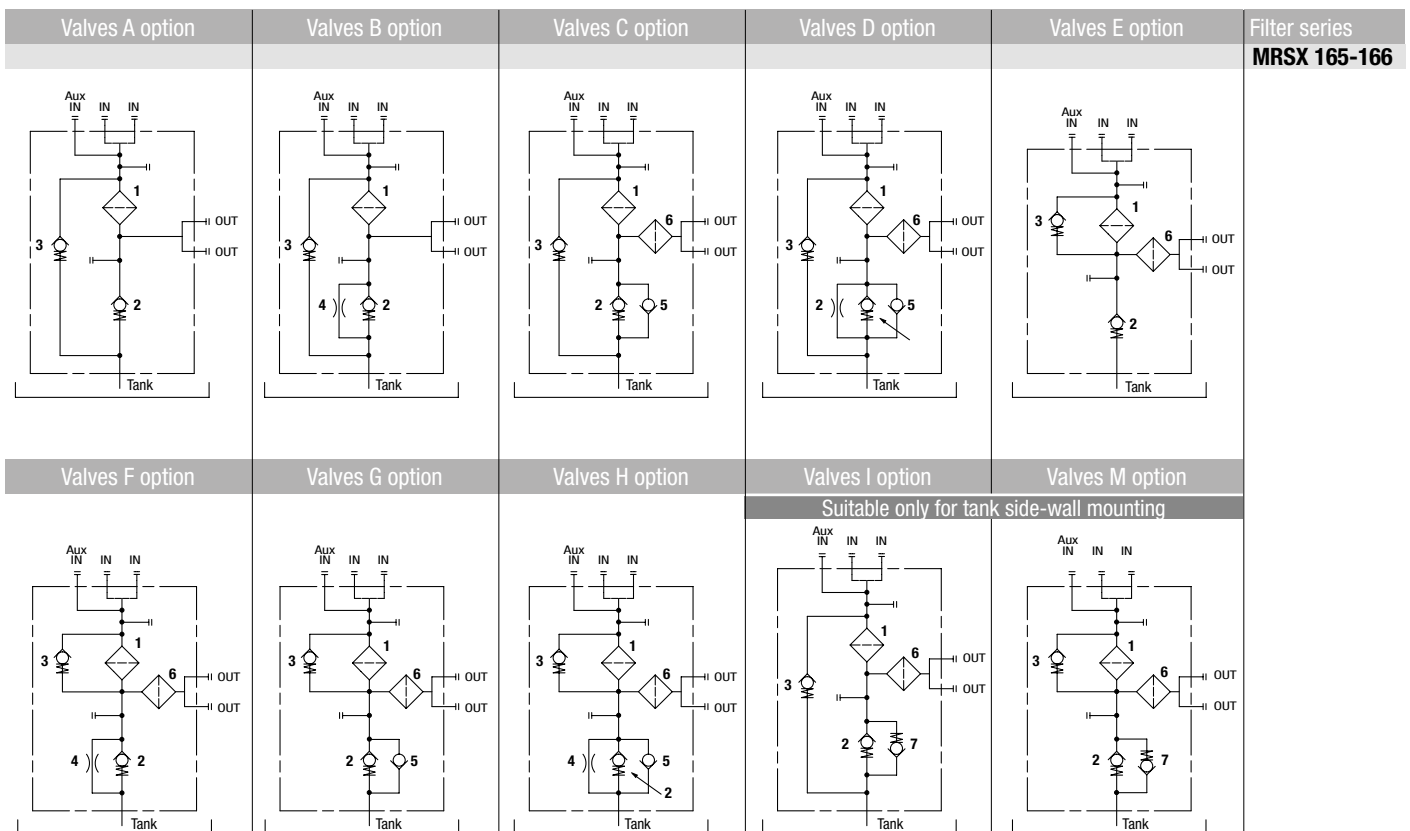 Valves A option Valves B option Valves C option Valves D option Valves E option Filter series
MRSX 165-166
Aux IN IN IN
1
3
OUT
OUT
2
Tank
Aux IN IN IN
1
3
OUT
OUT
4 2
Tank
Aux IN IN IN
1
6
3
OUT
OUT
2 5
Tank
Aux IN IN IN
1
6
3
OUT
OUT
2 5
Tank
Aux IN IN IN
1
3
6
OUT
OUT
2
Tank
Valves F option Valves G option Valves H option Valves I option Valves M option
Suitable only for tank side-wall mounting
Aux IN IN IN
1
3
6
OUT
OUT
4 2
Tank
Aux IN IN IN
1
3
6
OUT
OUT
2 5
Tank
Aux IN IN IN
1
3
6
OUT
OUT
4 5
2
Tank
Aux IN IN IN
1
6
OUT
3
OUT
2 7
Tank
Aux IN IN IN
1
3
6
OUT
OUT
2 7
Tank